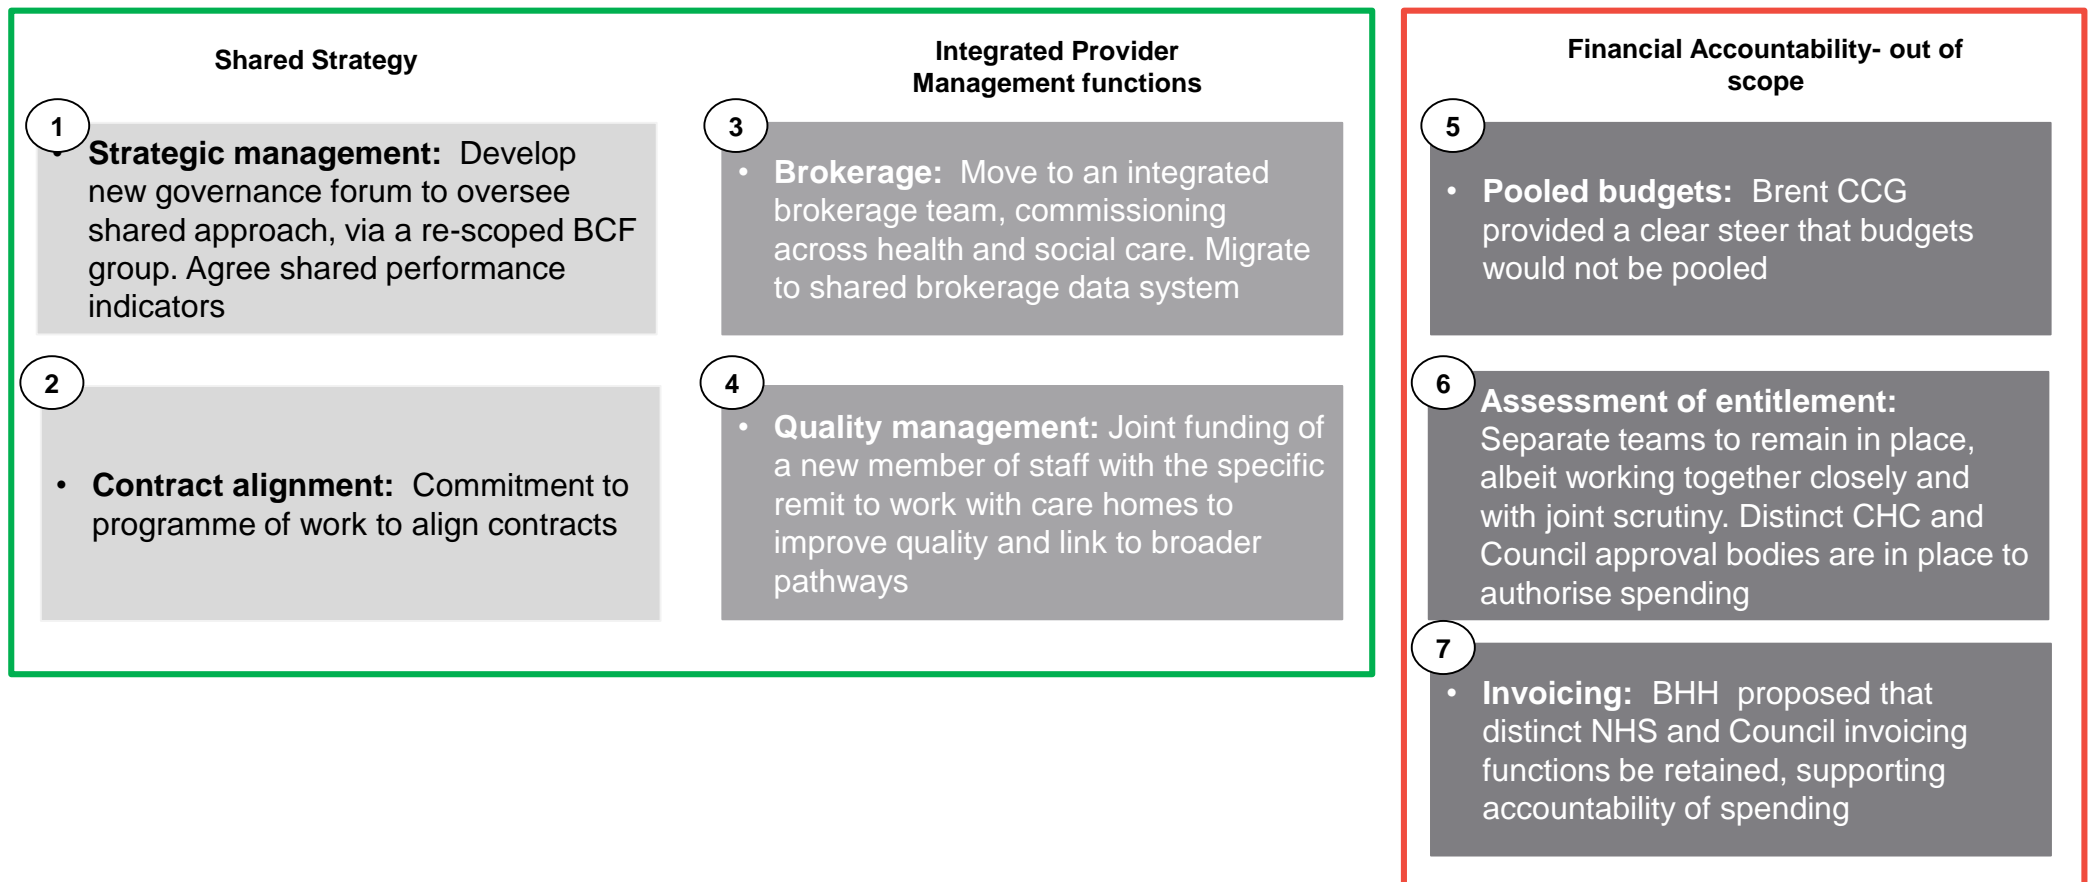 Shared Strategy
1
• Strategic management: Develop
new governance forum to oversee
shared approach, via a re-scoped BCF
group. Agree shared performance
indicators
2
• Contract alignment: Commitment to
programme of work to align contracts
Integrated Provider
Management functions
3
• Brokerage: Move to an integrated
brokerage team, commissioning
across health and social care. Migrate
to shared brokerage data system
4
• Quality management: Joint funding of
a new member of staff with the specific
remit to work with care homes to
improve quality and link to broader
pathways
Financial Accountability- out of
scope
5
• Pooled budgets: Brent CCG
provided a clear steer that budgets
would not be pooled
6
Assessment of entitlement:
Separate teams to remain in place,
albeit working together closely and
with joint scrutiny. Distinct CHC and
Council approval bodies are in place to
authorise spending
7
• Invoicing: BHH proposed that
distinct NHS and Council invoicing
functions be retained, supporting
accountability of spending